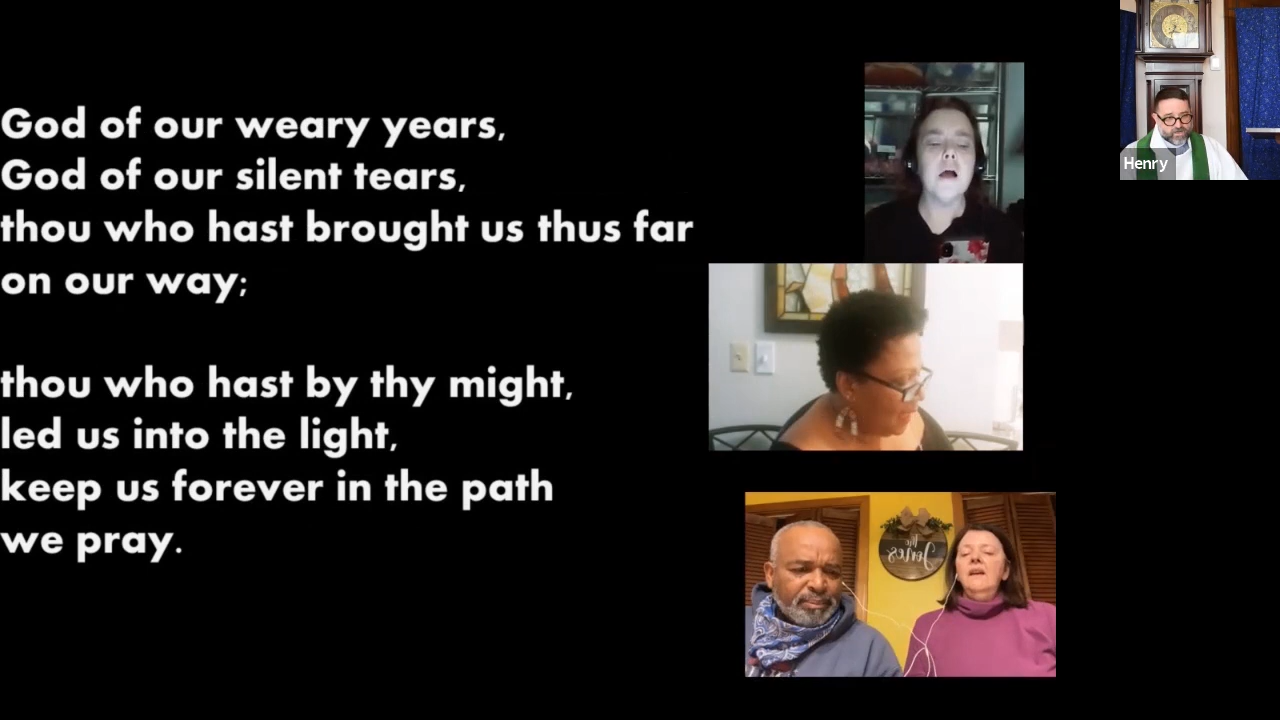 God of our weary years,
God of our silent tears,
thou who hast brought us thus far
on our way;
thou who hast by thy might,
led us into the light,
keep us forever in the path
we pray.
Henry
The
Jones